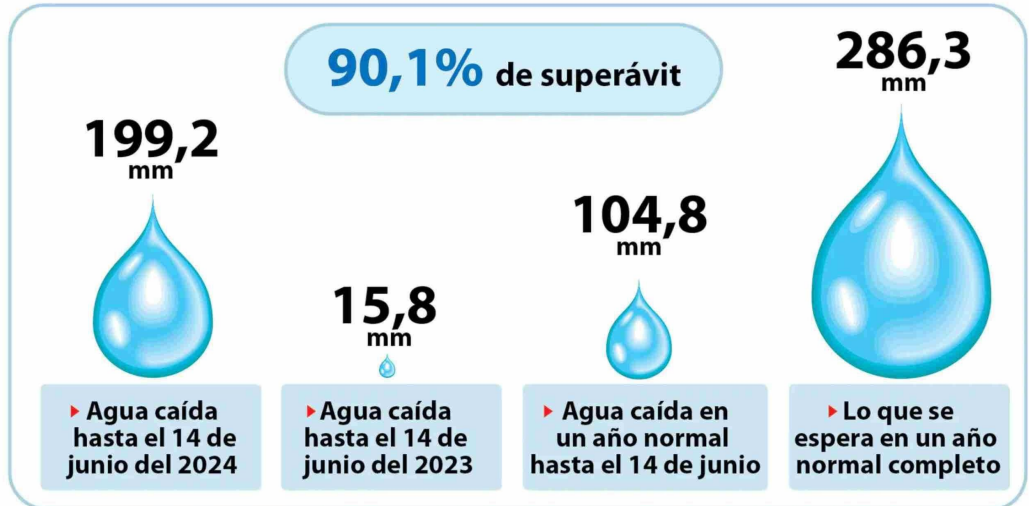 90,1% de superávit
199,2
mm
▸ Agua caída
hasta el 14 de
junio del 2024
15,8
mm
▸ Agua caída
hasta el 14 de
junio del 2023
104,8
mm
▸ Agua caída en
un año normal
hasta el 14 de junio
286,3
mm
▸ Lo que se
espera en un año
normal completo